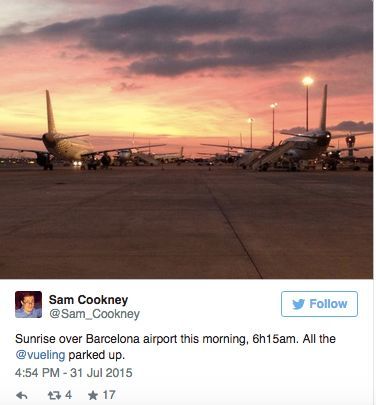 Sam Cookney
@Sam_Cookney
Follow
Sunrise over Barcelona airport this morning, 6h15am. All the
@vueling parked up.
4:54 PM - 31 Jul 2015
4 17